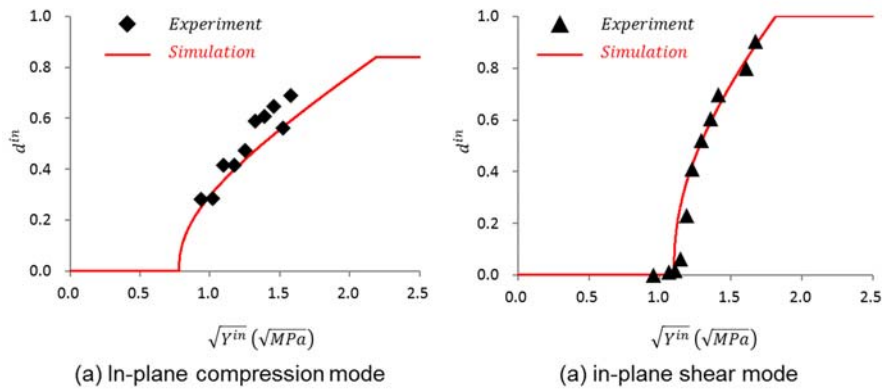 1.0
0.8
0.6
0.4
0.2
0.0
d^{in}
Experiment
Simulation
0.0 0.5 1.0 1.5 2.0 2.5
√Y^{in} (√MPa)
(a) In-plane compression mode
1.0
0.8
0.6
0.4
0.2
0.0
d^{in}
Experiment
Simulation
0.0 0.5 1.0 1.5 2.0 2.5
√Y^{in} (√MPa)
(a) in-plane shear mode